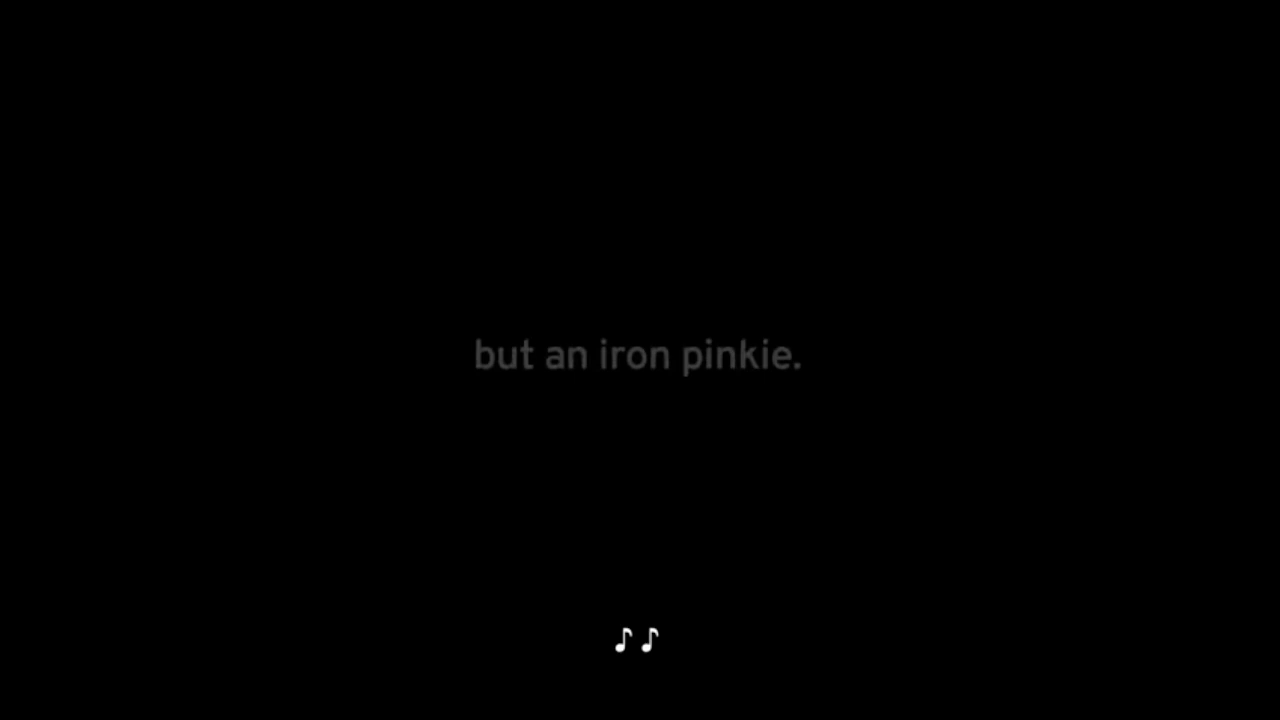 but an iron pinkie.
♪ ♪